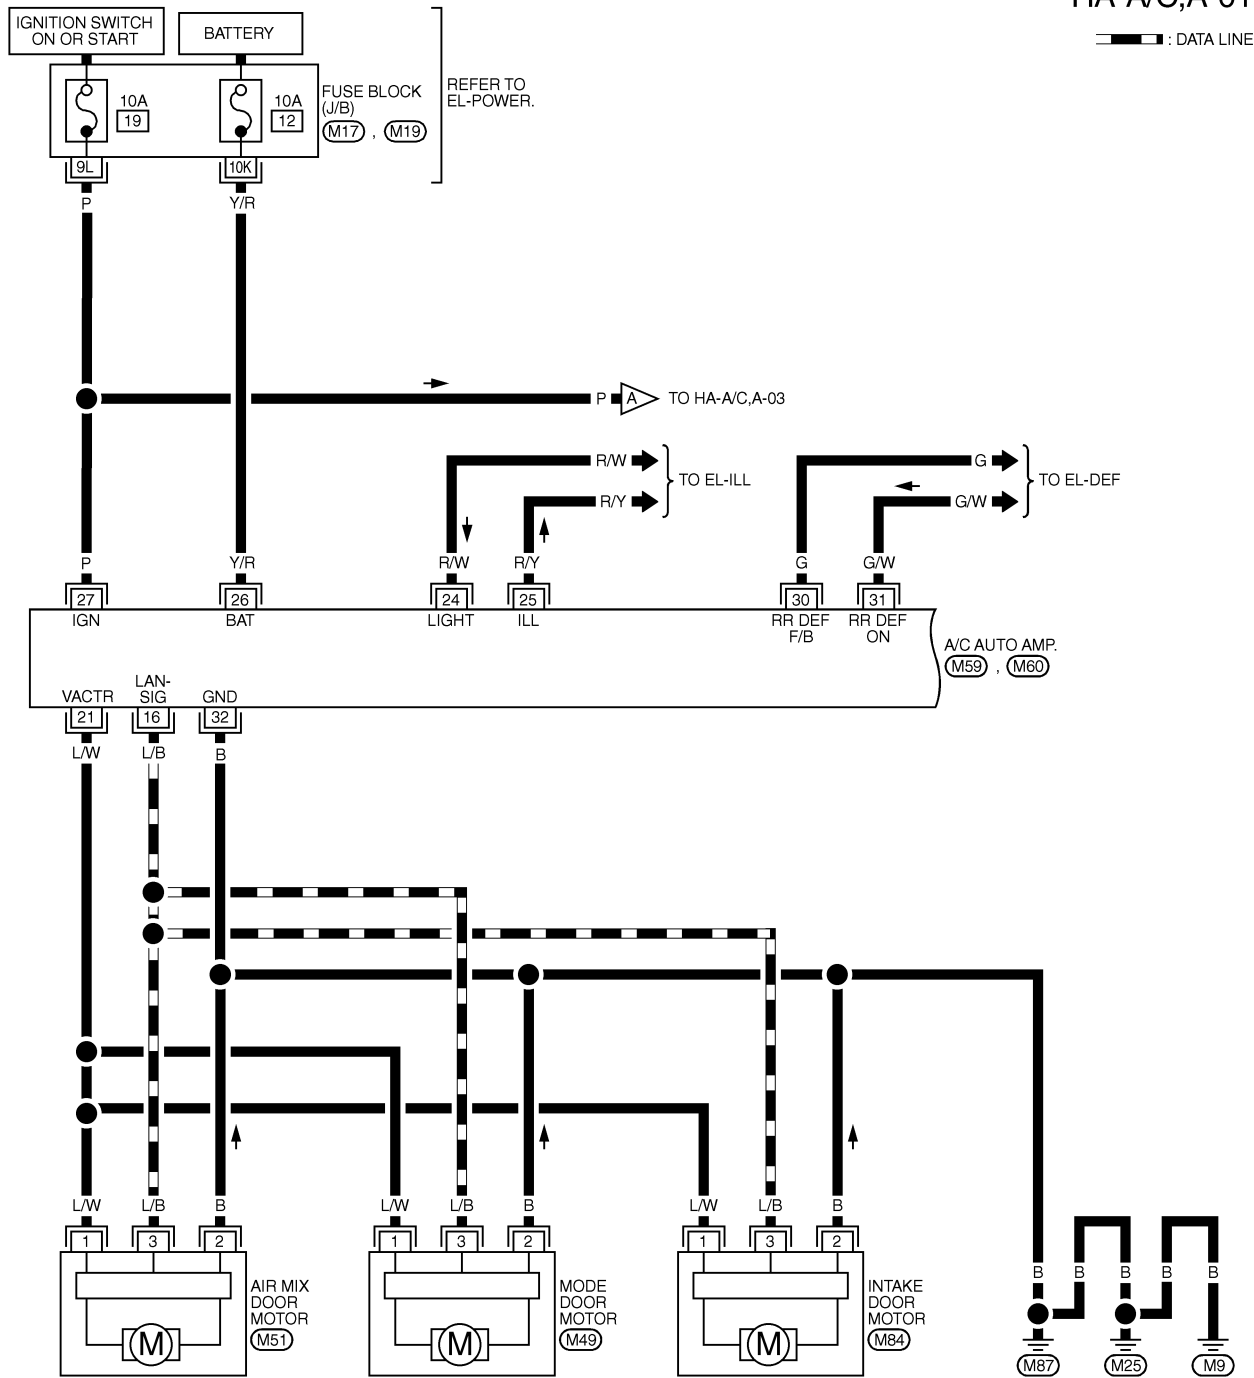 HA-A/C,A-01
: DATA LINE
IGNITION SWITCH
ON OR START
BATTERY
10A
19
10A
12
FUSE BLOCK
(J/B)
M17 , M19
REFER TO
EL-POWER.
9L
10K
P
Y/R
P
A
TO HA-A/C,A-03
R/W
R/Y
TO EL-ILL
G
G/W
TO EL-DEF
P
Y/R
R/W
R/Y
G
G/W
27
26
24
25
30
31
IGN
BAT
LIGHT
ILL
RR DEF
F/B
RR DEF
ON
A/C AUTO AMP.
M59 , M60
VACTR
LAN-
SIG
GND
21
16
32
L/W
L/B
B
L/W
L/B
B
L/W
L/B
B
L/W
L/B
B
1
3
2
1
3
2
1
3
2
AIR MIX
DOOR
MOTOR
M51
M
MODE
DOOR
MOTOR
M49
M
INTAKE
DOOR
MOTOR
M84
M
B
B
B
B
B
M87
M25
M9